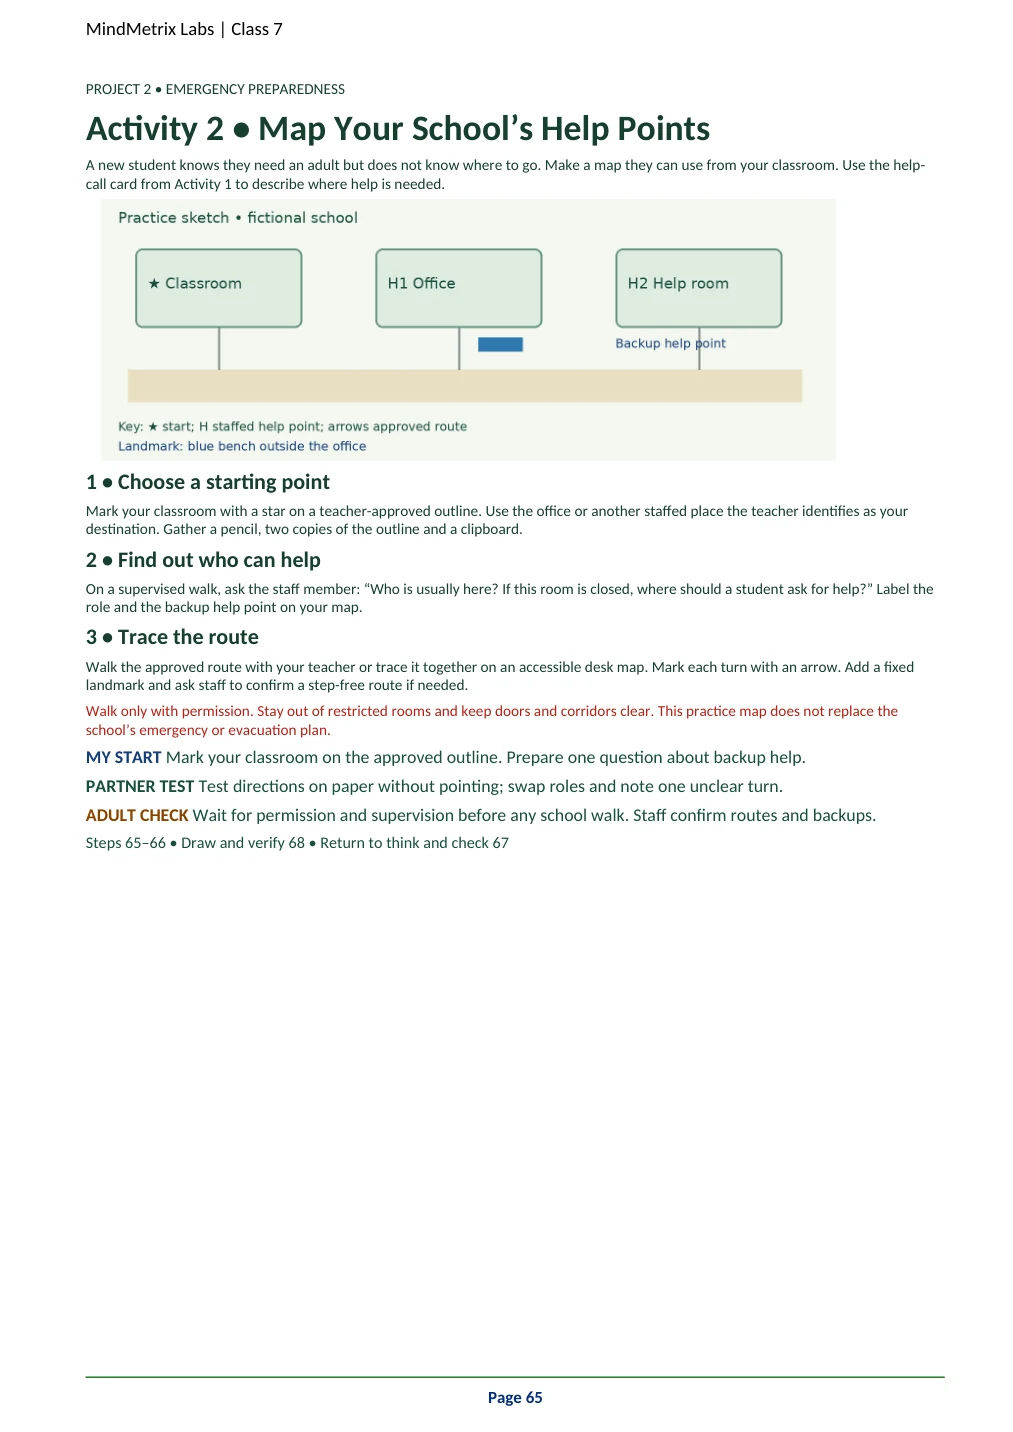 MindMetrix Labs | Class 7
PROJECT 2 • EMERGENCY PREPAREDNESS
Activity 2 • Map Your School’s Help Points
A new student knows they need an adult but does not know where to go. Make a map they can use from your classroom. Use the help-
call card from Activity 1 to describe where help is needed.
Practice sketch • fictional school
★ Classroom
H1 Office
H2 Help room
Backup help point
Key: ★ start; H staffed help point; arrows approved route
Landmark: blue bench outside the office
1 • Choose a starting point
Mark your classroom with a star on a teacher-approved outline. Use the office or another staffed place the teacher identifies as your
destination. Gather a pencil, two copies of the outline and a clipboard.
2 • Find out who can help
On a supervised walk, ask the staff member: “Who is usually here? If this room is closed, where should a student ask for help?” Label the
role and the backup help point on your map.
3 • Trace the route
Walk the approved route with your teacher or trace it together on an accessible desk map. Mark each turn with an arrow. Add a fixed
landmark and ask staff to confirm a step-free route if needed.
Walk only with permission. Stay out of restricted rooms and keep doors and corridors clear. This practice map does not replace the
school’s emergency or evacuation plan.
MY START Mark your classroom on the approved outline. Prepare one question about backup help.
PARTNER TEST Test directions on paper without pointing; swap roles and note one unclear turn.
ADULT CHECK Wait for permission and supervision before any school walk. Staff confirm routes and backups.
Steps 65–66 • Draw and verify 68 • Return to think and check 67
Page 65